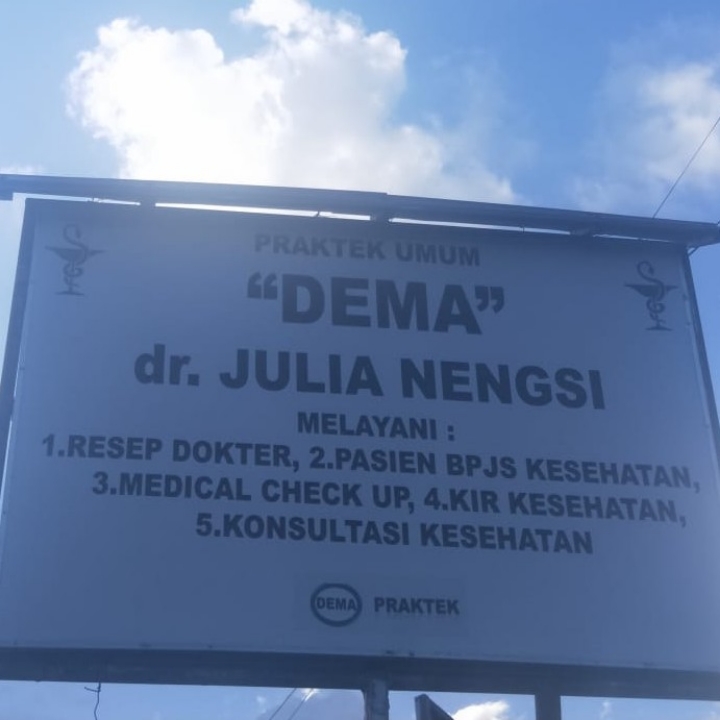 PRAKTEK UMUM
"DEMA"
dr. JULIA NENGSI
MELAYANI :
1.RESEP DOKTER, 2.PASIEN BPJS KESEHATAN,
3.MEDICAL CHECK UP, 4.KIR KESEHATAN,
5.KONSULTASI KESEHATAN
DEMA PRAKTEK